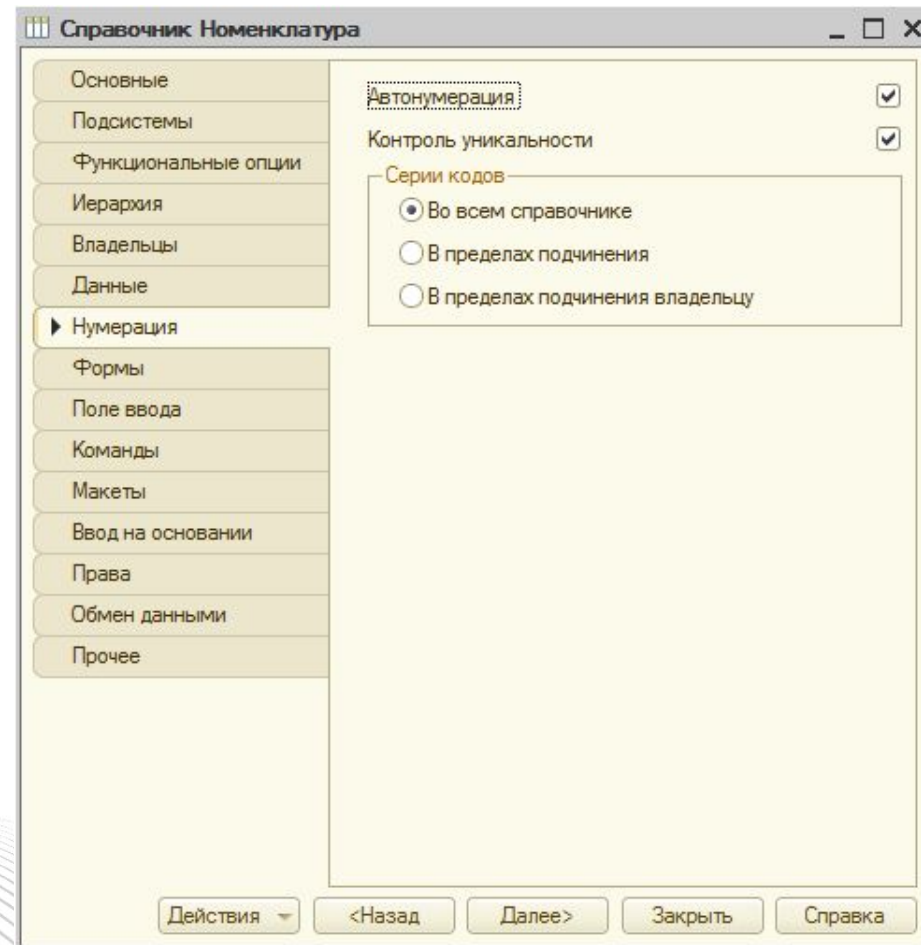 Справочник Номенклатура
Основные
Подсистемы
Функциональные опции
Иерархия
Владельцы
Данные
Нумерация
Формы
Поле ввода
Команды
Макеты
Ввод на основании
Права
Обмен данными
Прочее
Автонумерация
Контроль уникальности
Серии кодов
Во всем справочнике
В пределах подчинения
В пределах подчинения владельцу
Действия
<Назад
Далее>
Закрыть
Справка